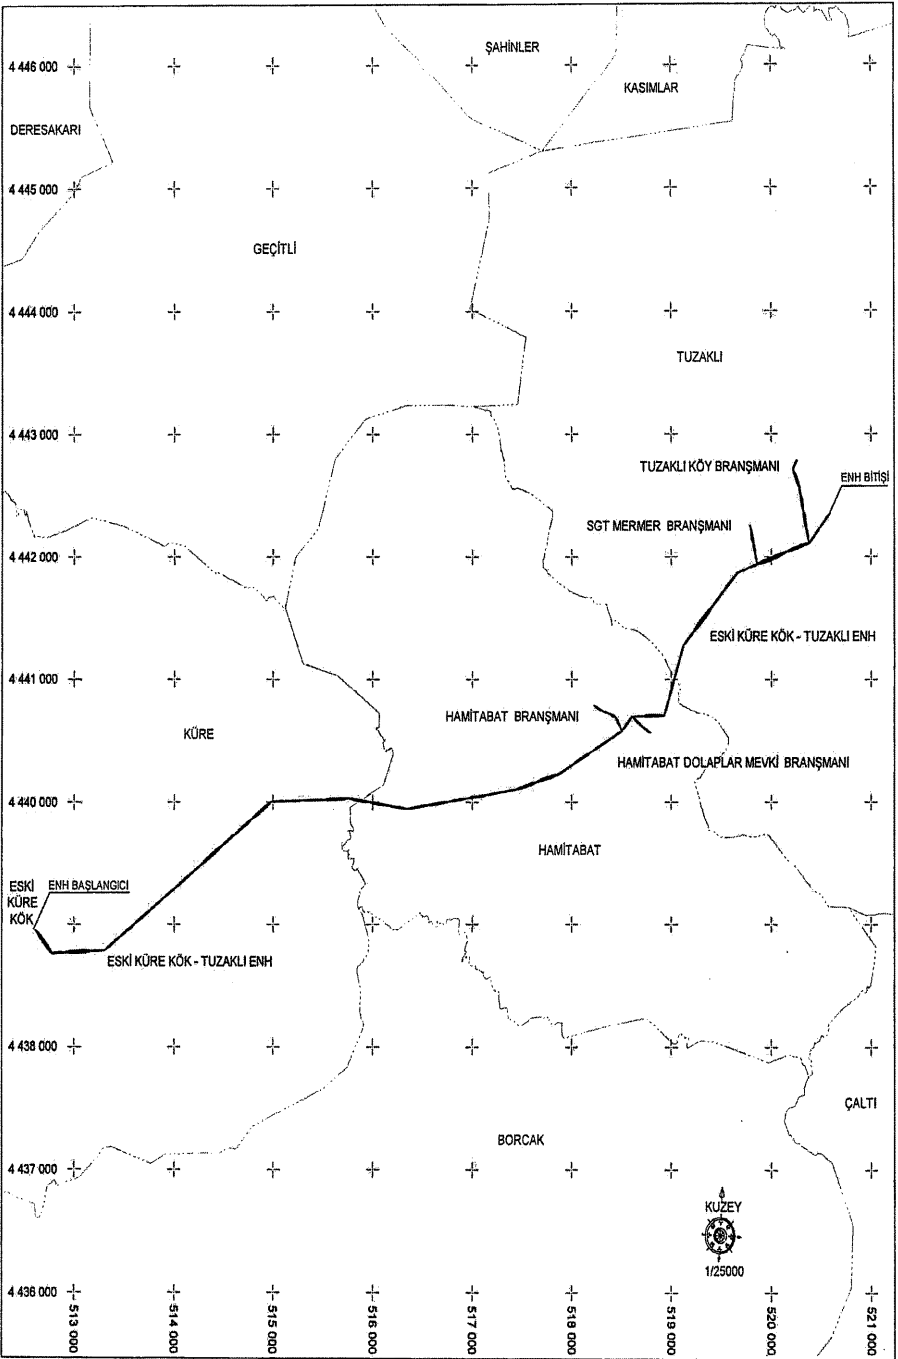 ŞAHİNLER
4 446 000
KASIMLAR
DERESAKARI
4 445 000
GEÇİTLİ
4 444 000
TUZAKLI
4 443 000
TUZAKLI KÖY BRANŞMANI
ENH BİTİŞİ
SGT MERMER BRANŞMANI
4 442 000
ESKİ KÜRE KÖK - TUZAKLI ENH
4 441 000
HAMİTABAT BRANŞMANI
KÜRE
HAMİTABAT DOLAPLAR MEVKİ BRANŞMANI
4 440 000
HAMİTABAT
ESKİ
KÜRE
KÖK
ENH BAŞLANGICI
ESKİ KÜRE KÖK - TUZAKLI ENH
4 438 000
ÇALTI
BORCAK
4 437 000
KUZEY
1/25000
4 436 000
513 000
514 000
515 000
516 000
517 000
518 000
519 000
520 000
521 000